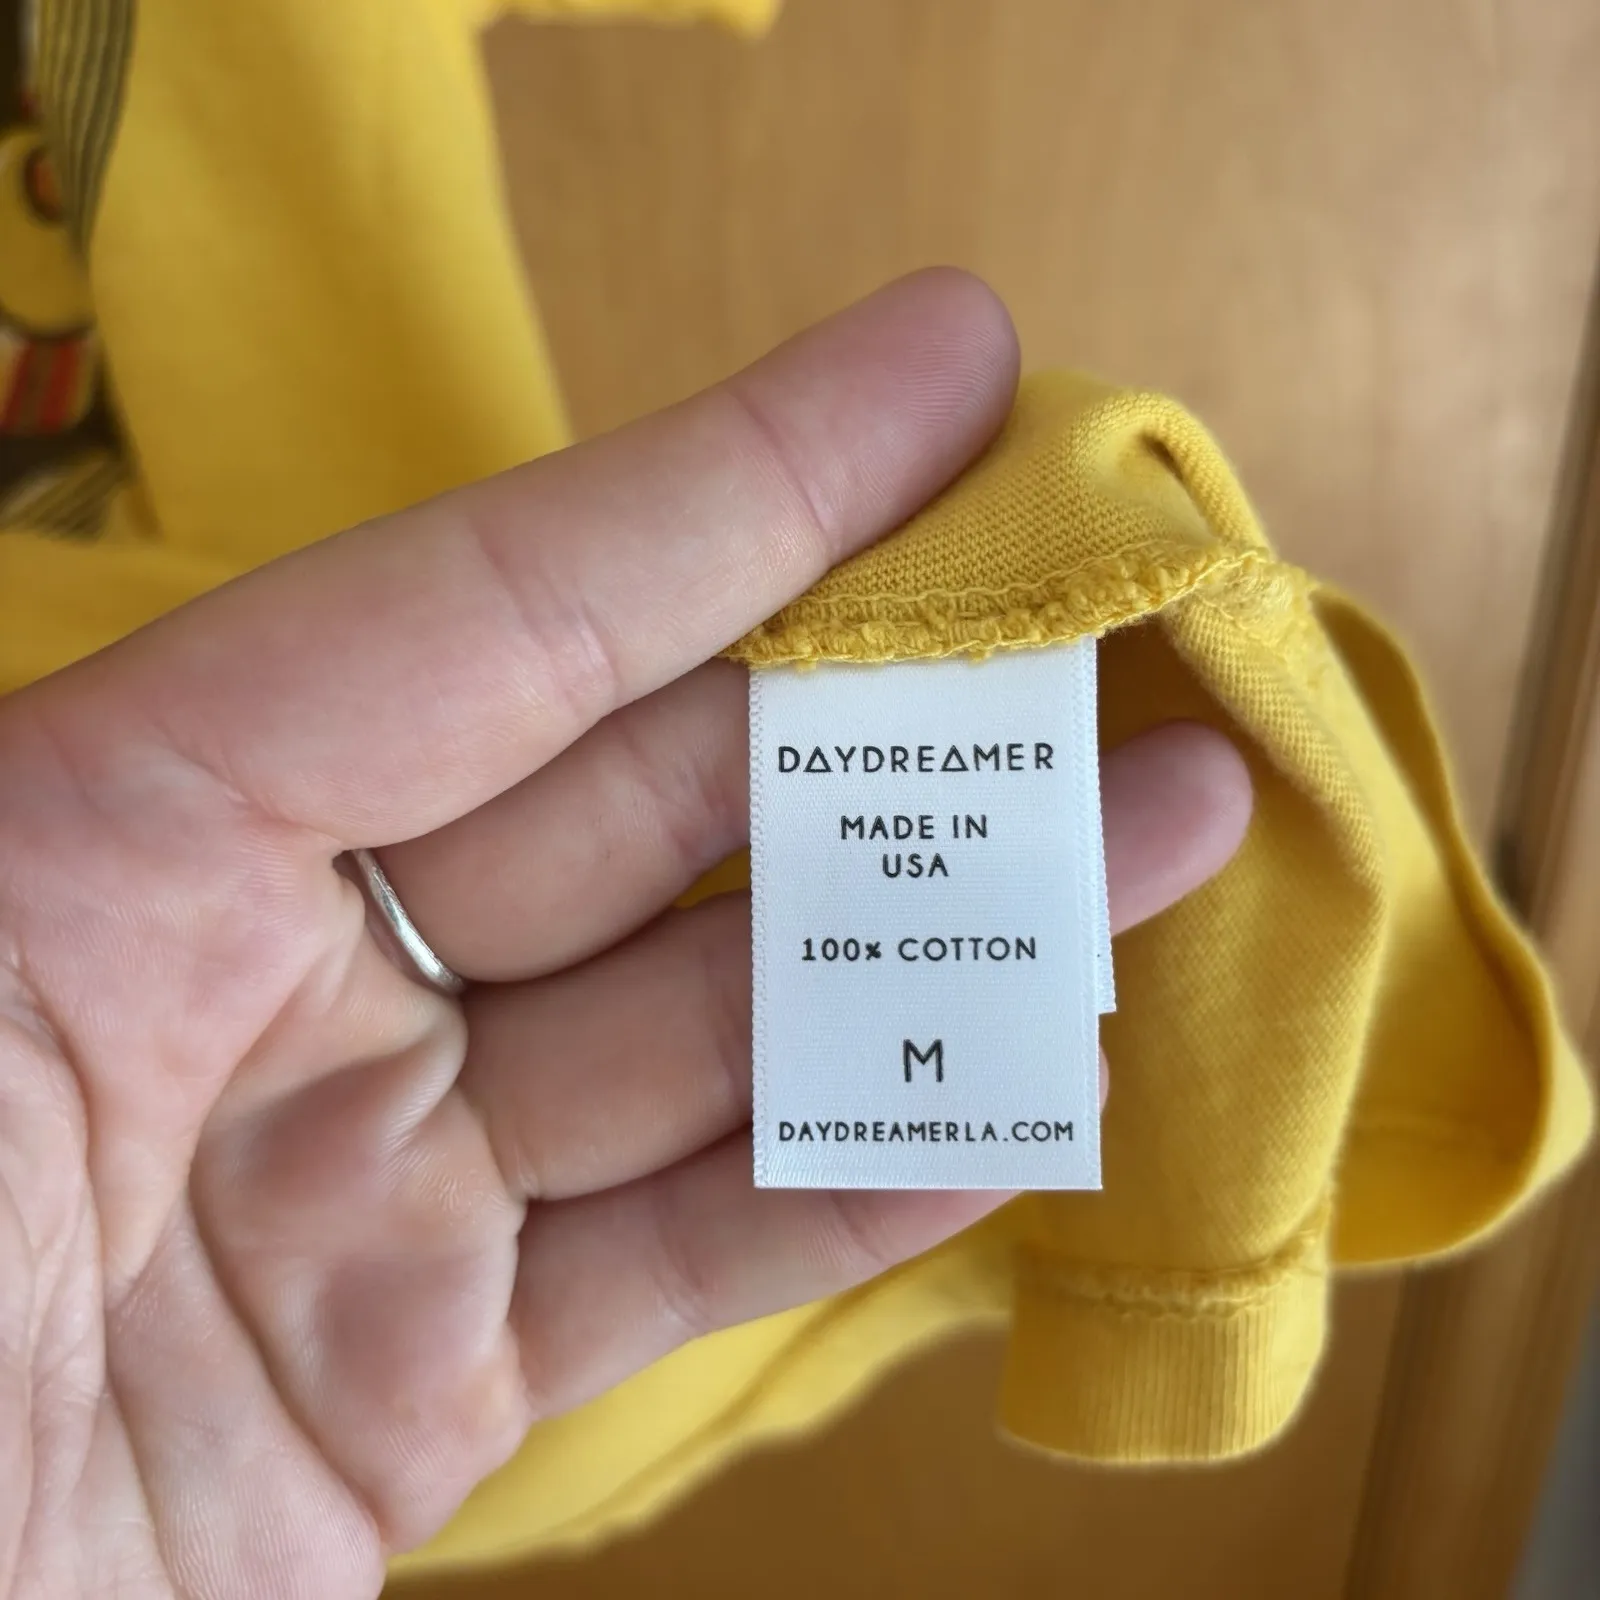 DAYDREAMER
MADE IN
USA
100% COTTON
M
DAYDREAMERLA.COM